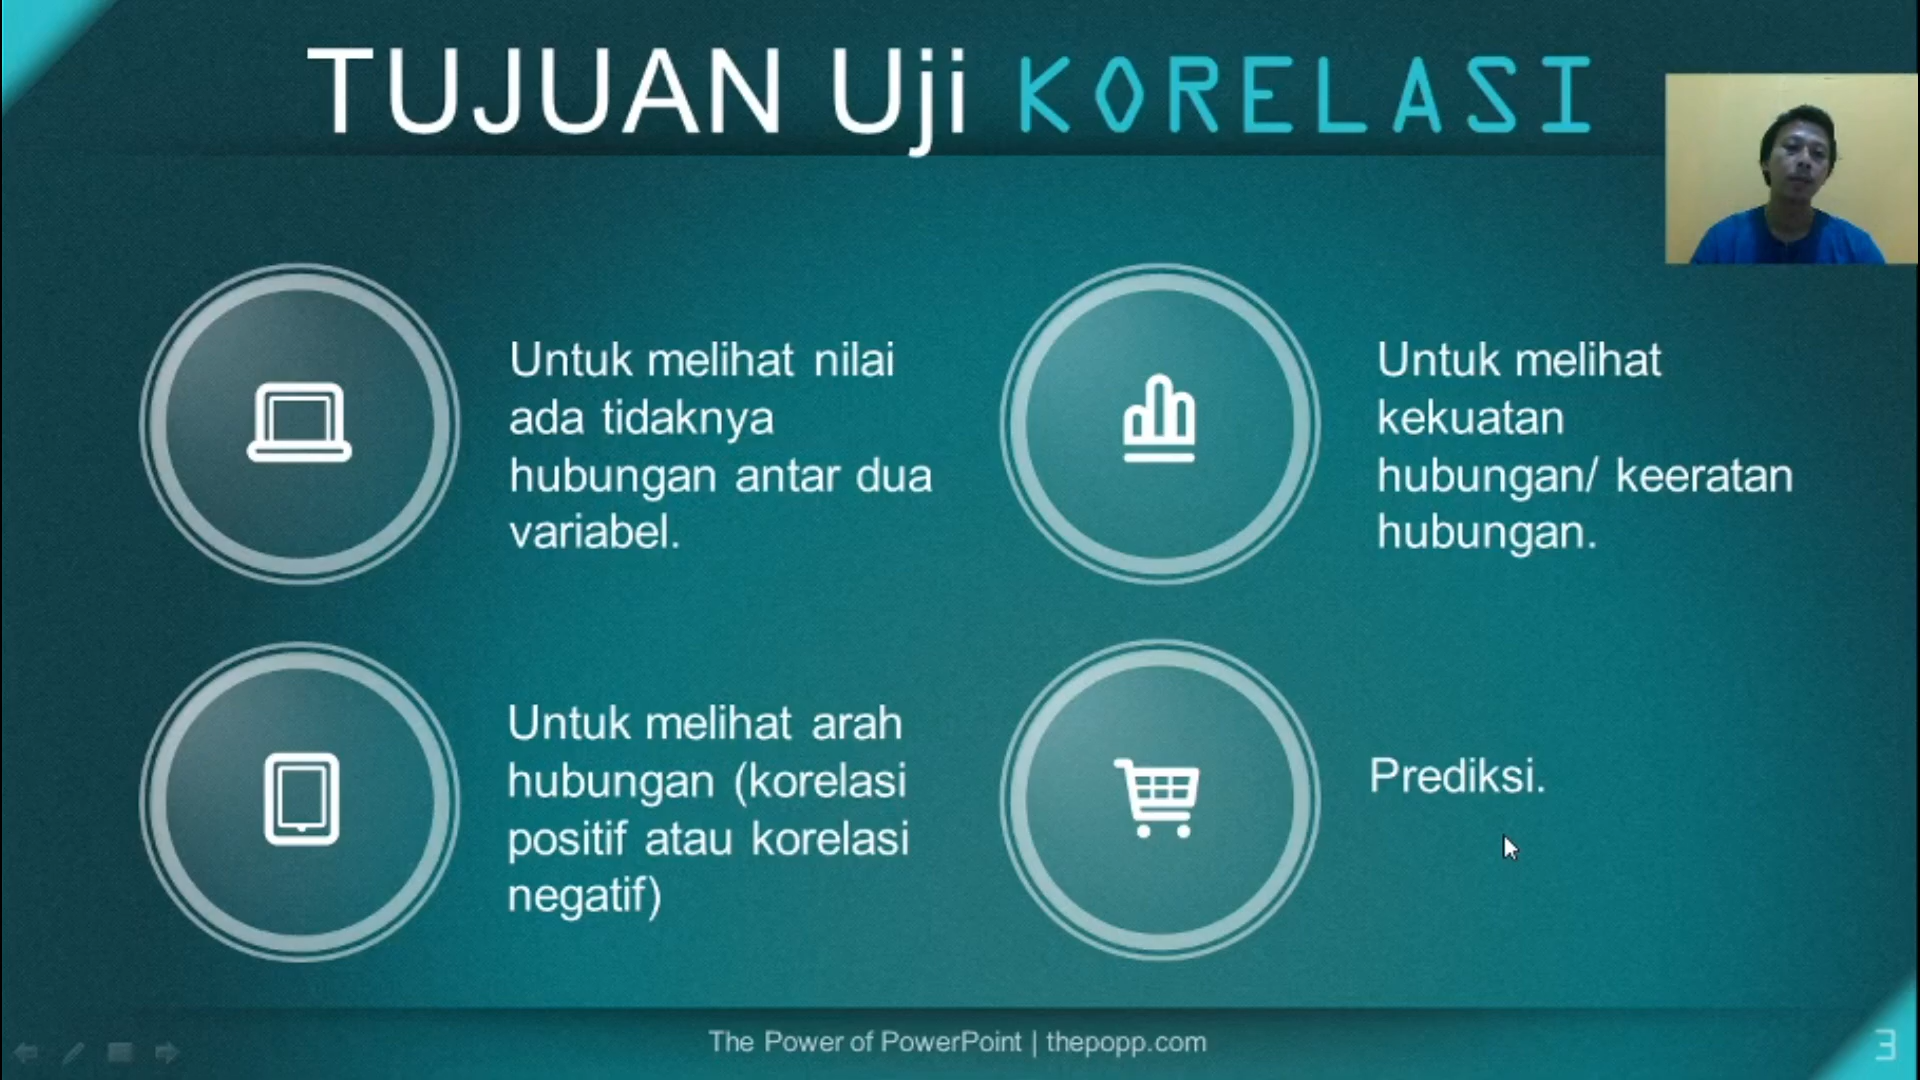 TUJUAN Uji KORELASI
Untuk melihat nilai
ada tidaknya
hubungan antar dua
variabel.
Untuk melihat
kekuatan
hubungan/ keeratan
hubungan.
Untuk melihat arah
hubungan (korelasi
positif atau korelasi
negatif)
Prediksi.
The Power of PowerPoint | thepopp.com
3